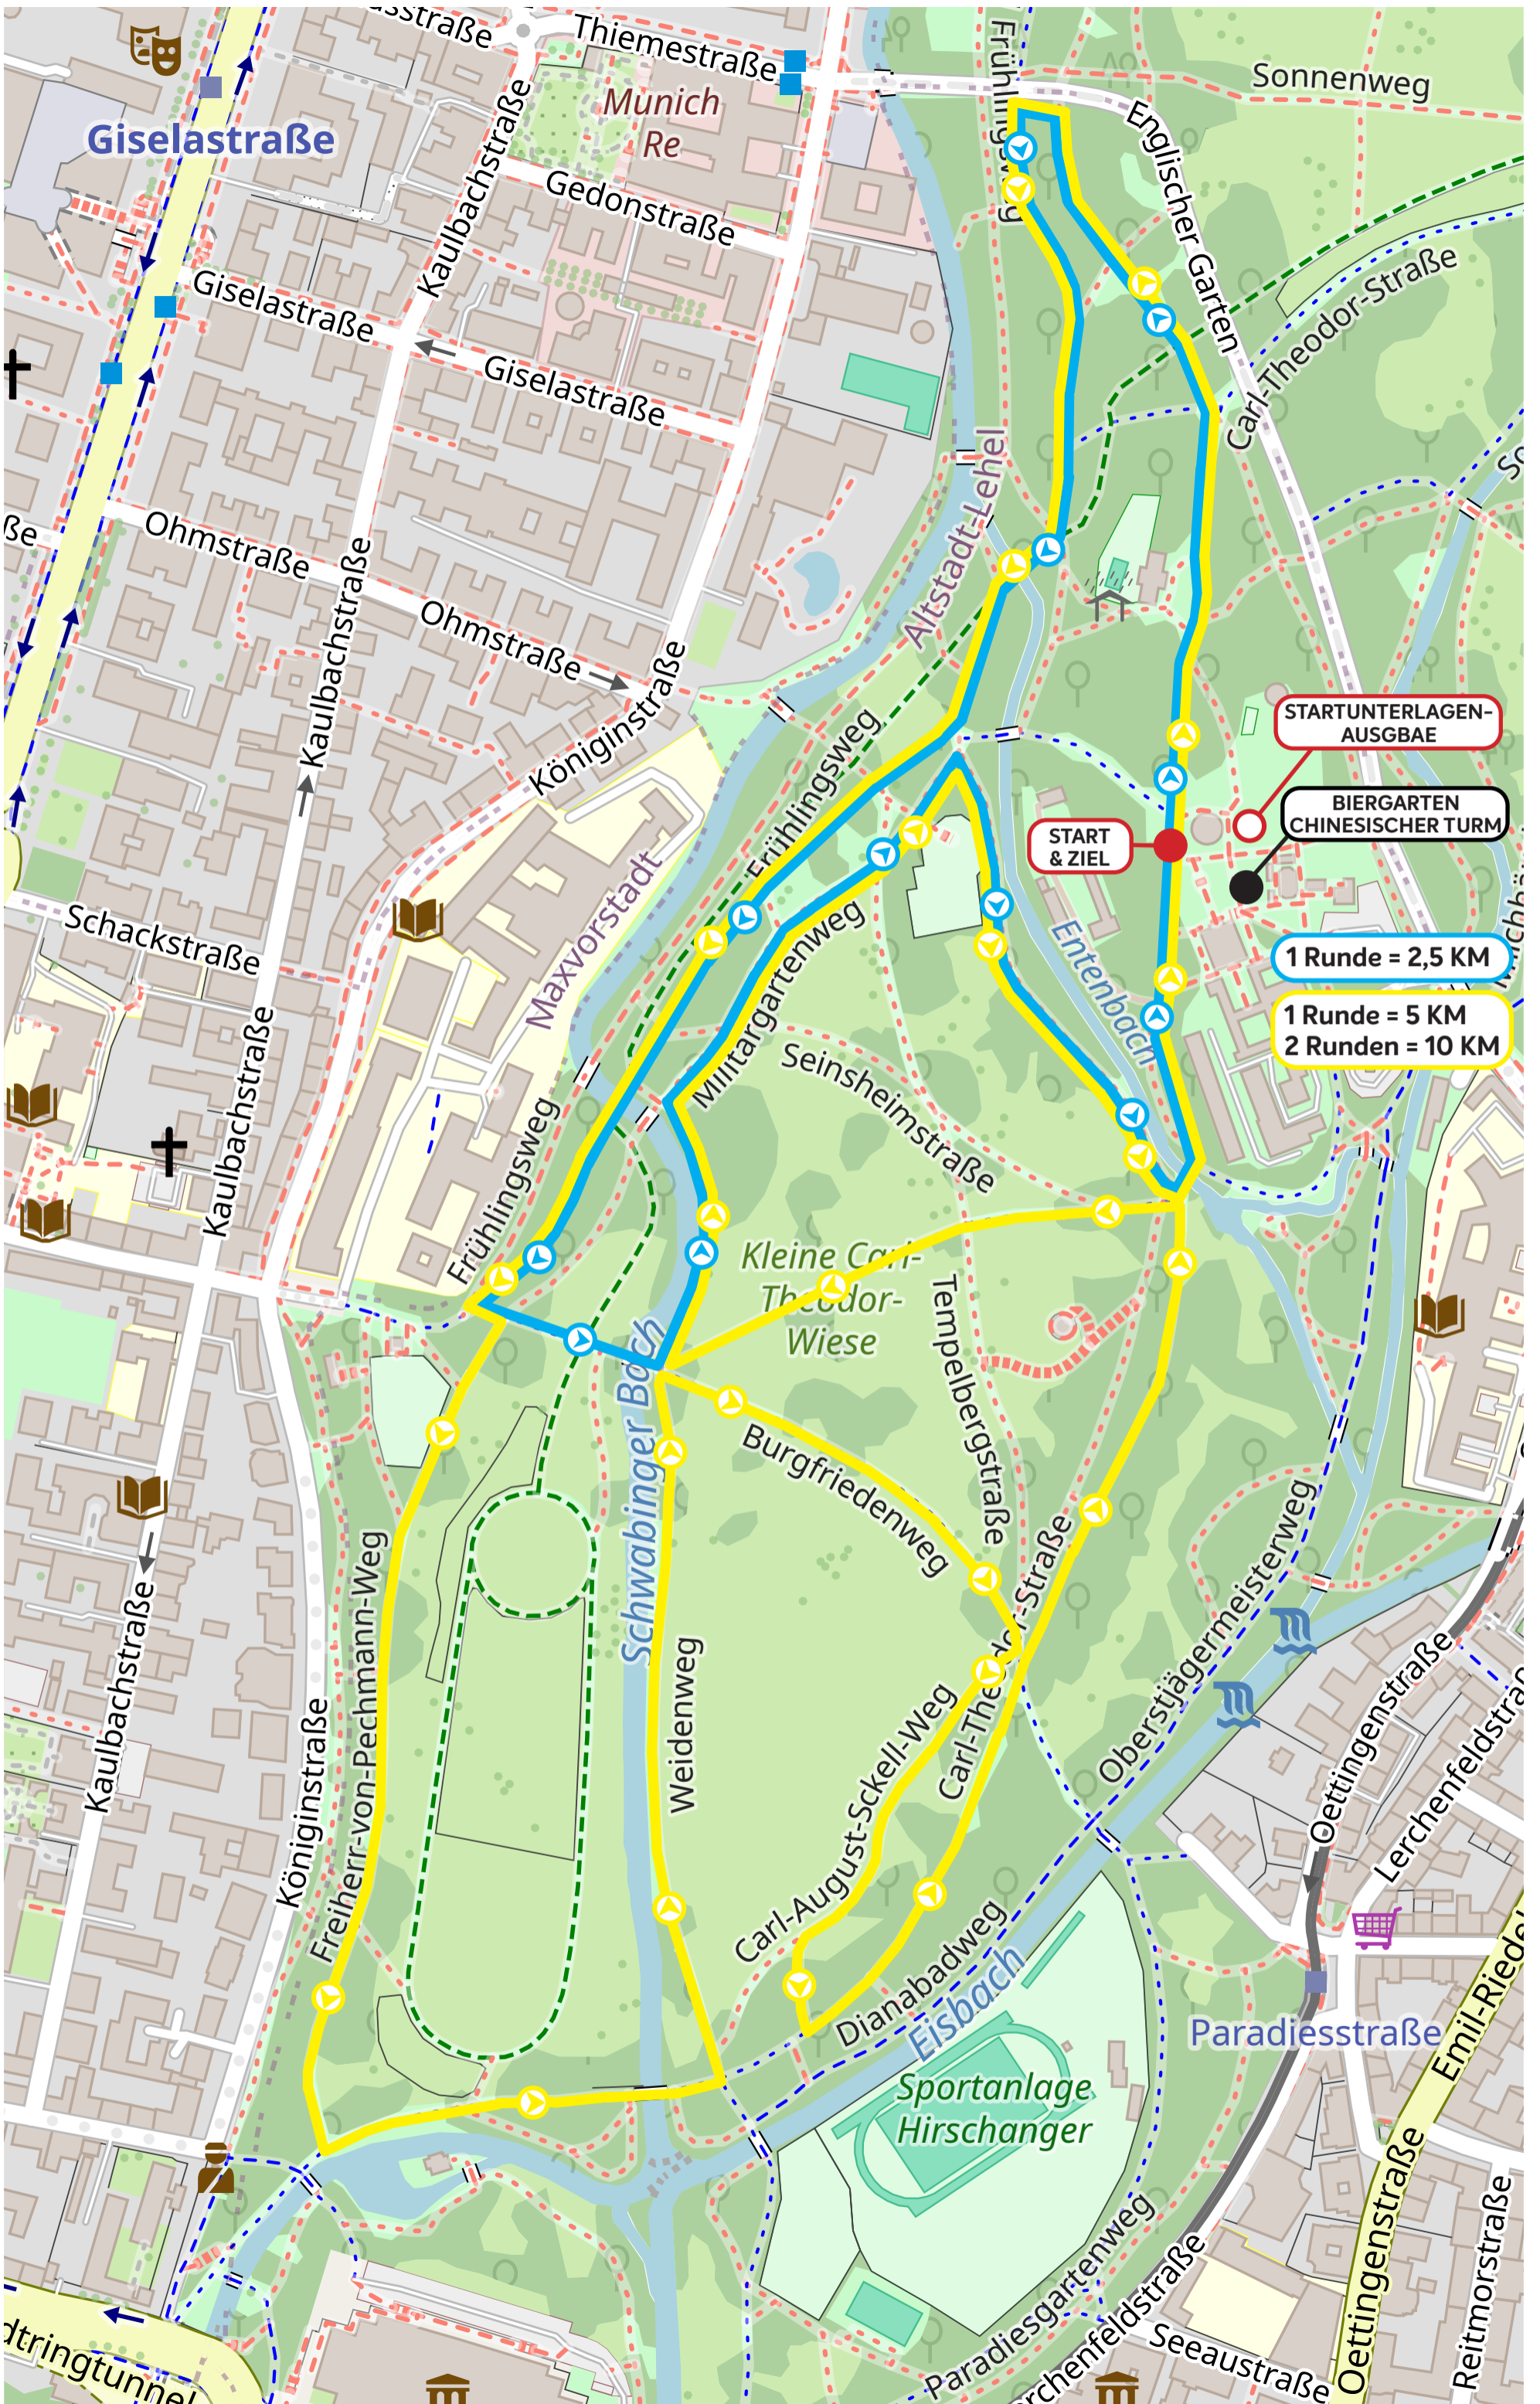 Thiemestraße
Sonnenweg
Giselastraße
Munich
Re
Kaulbachstraße
Gedonstraße
Englischer Garten
Giselastraße
Giselastraße
Carl-Theodor-Straße
Ohmstraße
Ohmstraße
Kaulbachstraße
Altstadt-Lehel
Königinstraße
Frühlingsweg
STARTUNTERLAGEN-
AUSGBAE
BIERGARTEN
CHINESISCHER TURM
START
& ZIEL
Schackstraße
Maxvorstadt
Militärgartenweg
Entenbach
1 Runde = 2,5 KM
1 Runde = 5 KM
2 Runden = 10 KM
Kaulbachstraße
Seinsheimstraße
Frühlingsweg
Kleine Carl-
Theodor-
Wiese
Tempelbergstraße
Schwabinger Bach
Burgfriedenweg
Freiherr-von-Pechmann-Weg
Königinstraße
Kaulbachstraße
Weidenweg
Carl-August-Sckell-Weg
Carl-Theodor-Straße
Oberstjägermeisterweg
Oettingenstraße
Dianabadweg
Eisbach
Paradiesstraße
Sportanlage
Hirschanger
Oettingenstraße
Paradiesgartenweg
Seeaustraße
Reitmorstraße